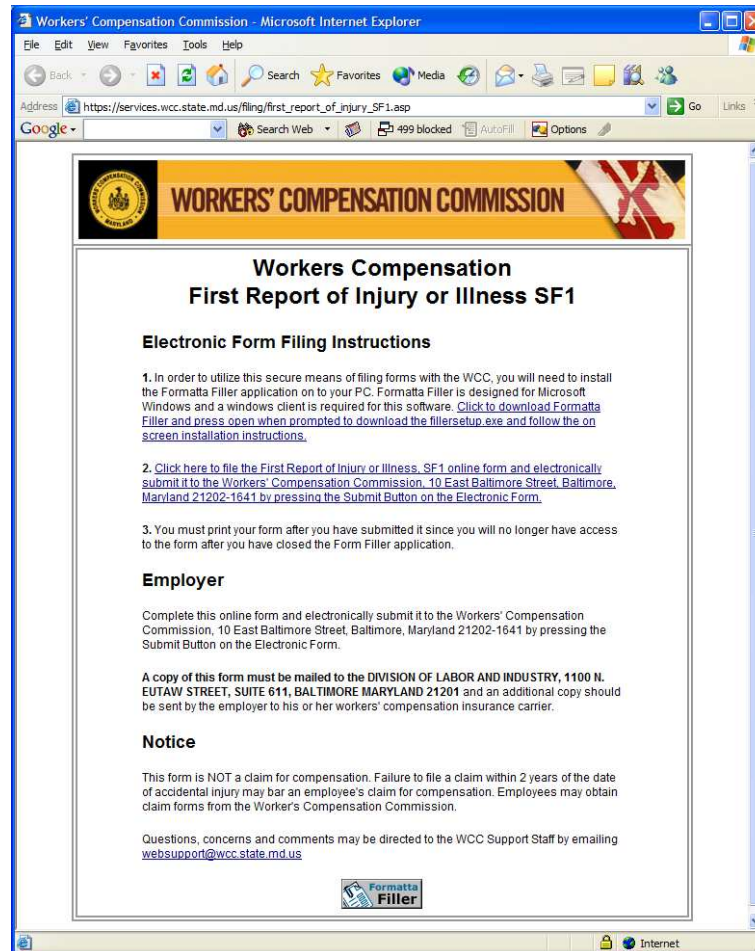 Workers' Compensation Commission - Microsoft Internet Explorer
File Edit View Favorites Tools Help
Back Search Favorites Media
Address https://services.wcc.state.md.us/filing/first_report_of_injury_SF1.asp Go Links
Google Search Web 499 blocked AutoFill Options
WORKERS' COMPENSATION COMMISSION
Workers Compensation
First Report of Injury or Illness SF1
Electronic Form Filing Instructions
1. In order to utilize this secure means of filing forms with the WCC, you will need to install
the Formatta Filler application on to your PC. Formatta Filler is designed for Microsoft
Windows and a windows client is required for this software. Click to download Formatta
Filler and press open when prompted to download the fillersetup.exe and follow the on
screen installation instructions.
2. Click here to file the First Report of Injury or Illness, SF1 online form and electronically
submit it to the Workers' Compensation Commission, 10 East Baltimore Street, Baltimore,
Maryland 21202-1641 by pressing the Submit Button on the Electronic Form.
3. You must print your form after you have submitted it since you will no longer have access
to the form after you have closed the Form Filler application.
Employer
Complete this online form and electronically submit it to the Workers' Compensation
Commission, 10 East Baltimore Street, Baltimore, Maryland 21202-1641 by pressing the
Submit Button on the Electronic Form.
A copy of this form must be mailed to the DIVISION OF LABOR AND INDUSTRY, 1100 N.
EUTAW STREET, SUITE 611, BALTIMORE MARYLAND 21201 and an additional copy should
be sent by the employer to his or her workers' compensation insurance carrier.
Notice
This form is NOT a claim for compensation. Failure to file a claim within 2 years of the date
of accidental injury may bar an employee's claim for compensation. Employees may obtain
claim forms from the Worker's Compensation Commission.
Questions, concerns and comments may be directed to the WCC Support Staff by emailing
websupport@wcc.state.md.us
Formatta
Filler
Internet